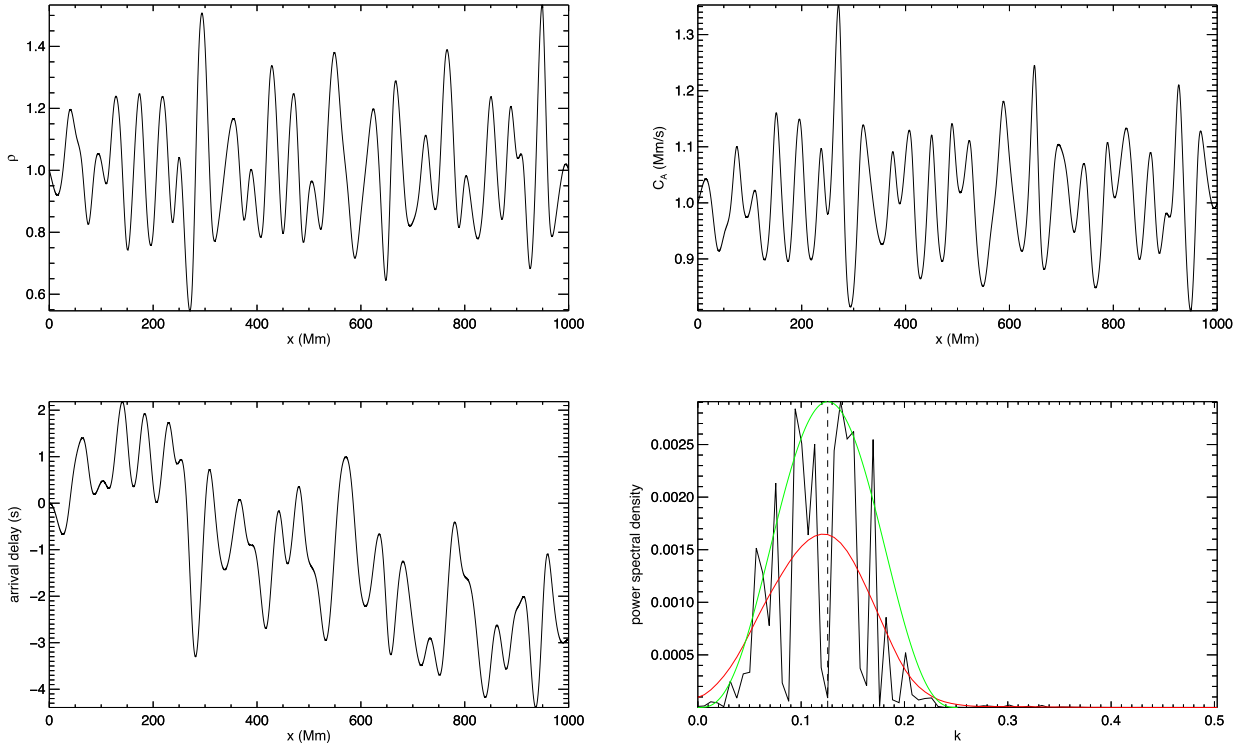 1.4
1.2
1.0
0.8
0.6
ρ
0 200 400 600 800 1000
x (Mm)
1.3
1.2
1.1
1.0
0.9
C_A (Mm/s)
0 200 400 600 800 1000
x (Mm)
2
1
0
−1
−2
−3
−4
arrival delay (s)
0 200 400 600 800 1000
x (Mm)
0.0025
0.0020
0.0015
0.0010
0.0005
power spectral density
0.0 0.1 0.2 0.3 0.4 0.5
k